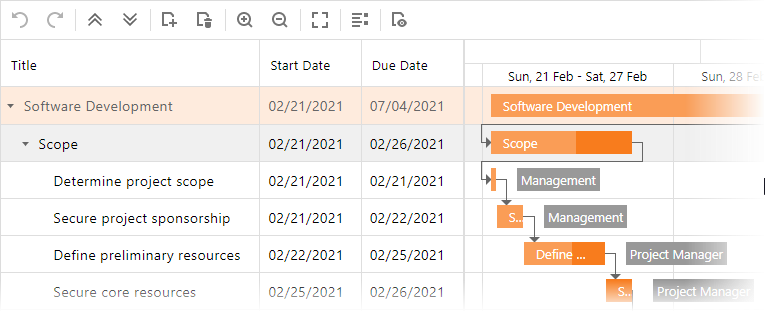 Title Start Date Due Date
Sun, 21 Feb - Sat, 27 Feb Sun, 28 Feb
Software Development 02/21/2021 07/04/2021 Software Development
Scope 02/21/2021 02/26/2021 Scope
Determine project scope 02/21/2021 02/21/2021 Management
Secure project sponsorship 02/21/2021 02/22/2021 S... Management
Define preliminary resources 02/22/2021 02/25/2021 Define ... Project Manager
Secure core resources 02/25/2021 02/26/2021 S... Project Manager